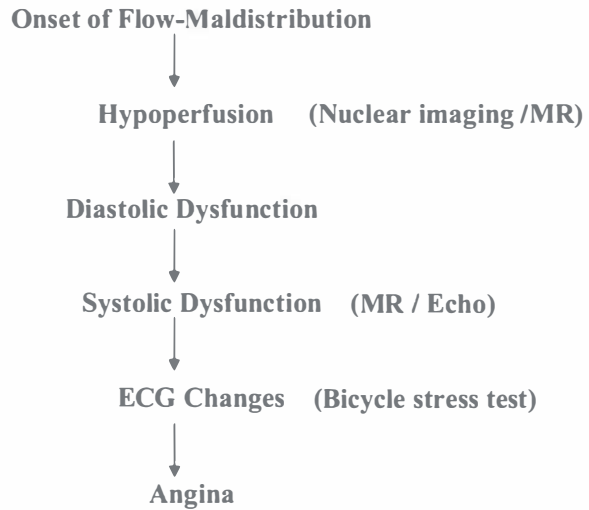 Onset of Flow-Maldistribution
Hypoperfusion (Nuclear imaging /MR)
Diastolic Dysfunction
Systolic Dysfunction (MR / Echo)
ECG Changes (Bicycle stress test)
Angina